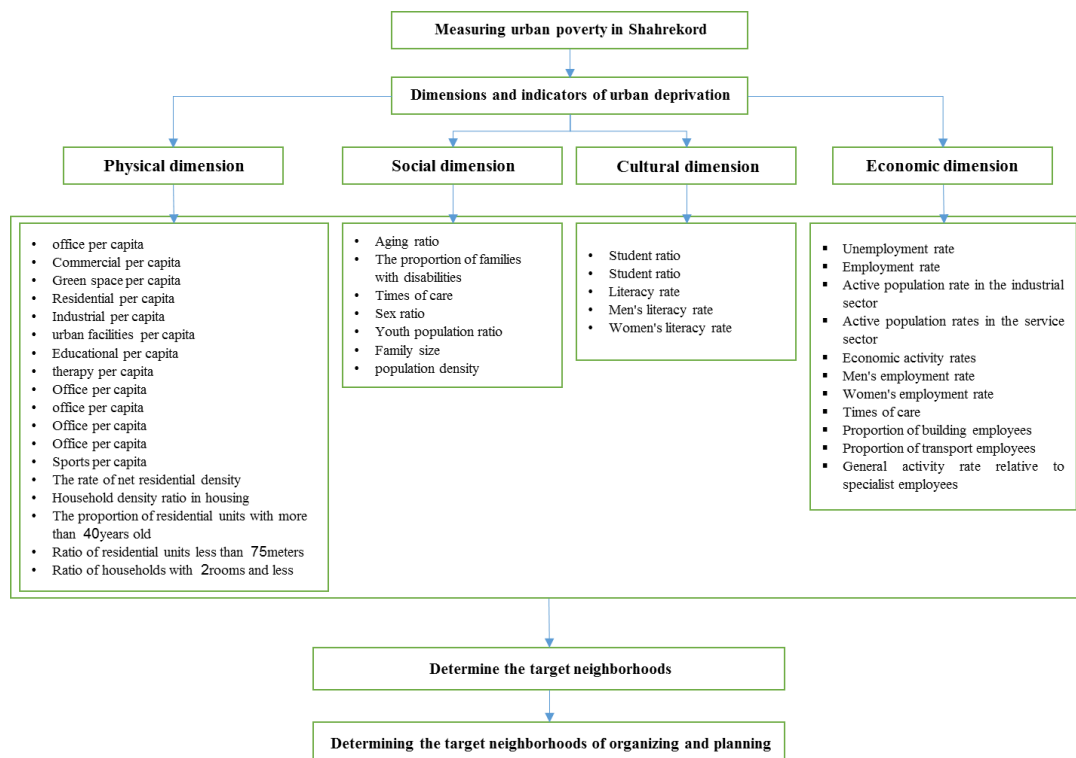 Measuring urban poverty in Shahrekord
Dimensions and indicators of urban deprivation
Physical dimension
Social dimension
Cultural dimension
Economic dimension
• office per capita
• Commercial per capita
• Green space per capita
• Residential per capita
• Industrial per capita
• urban facilities per capita
• Educational per capita
• therapy per capita
• Office per capita
• office per capita
• Office per capita
• Office per capita
• Sports per capita
• The rate of net residential density
• Household density ratio in housing
• The proportion of residential units with more
than 40years old
• Ratio of residential units less than 75meters
• Ratio of households with 2rooms and less
• Aging ratio
• The proportion of families
with disabilities
• Times of care
• Sex ratio
• Youth population ratio
• Family size
• population density
• Student ratio
• Student ratio
• Literacy rate
• Men's literacy rate
• Women's literacy rate
▪ Unemployment rate
▪ Employment rate
▪ Active population rate in the industrial
sector
▪ Active population rates in the service
sector
▪ Economic activity rates
▪ Men's employment rate
▪ Women's employment rate
▪ Times of care
▪ Proportion of building employees
▪ Proportion of transport employees
▪ General activity rate relative to
specialist employees
Determine the target neighborhoods
Determining the target neighborhoods of organizing and planning